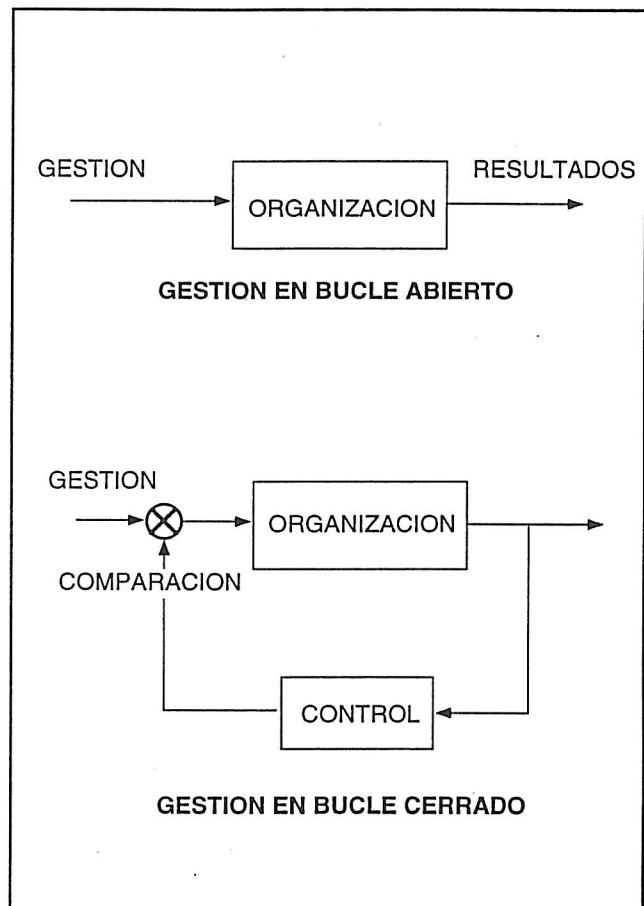 GESTION
RESULTADOS
ORGANIZACION
GESTION EN BUCLE ABIERTO
GESTION
ORGANIZACION
COMPARACION
CONTROL
GESTION EN BUCLE CERRADO